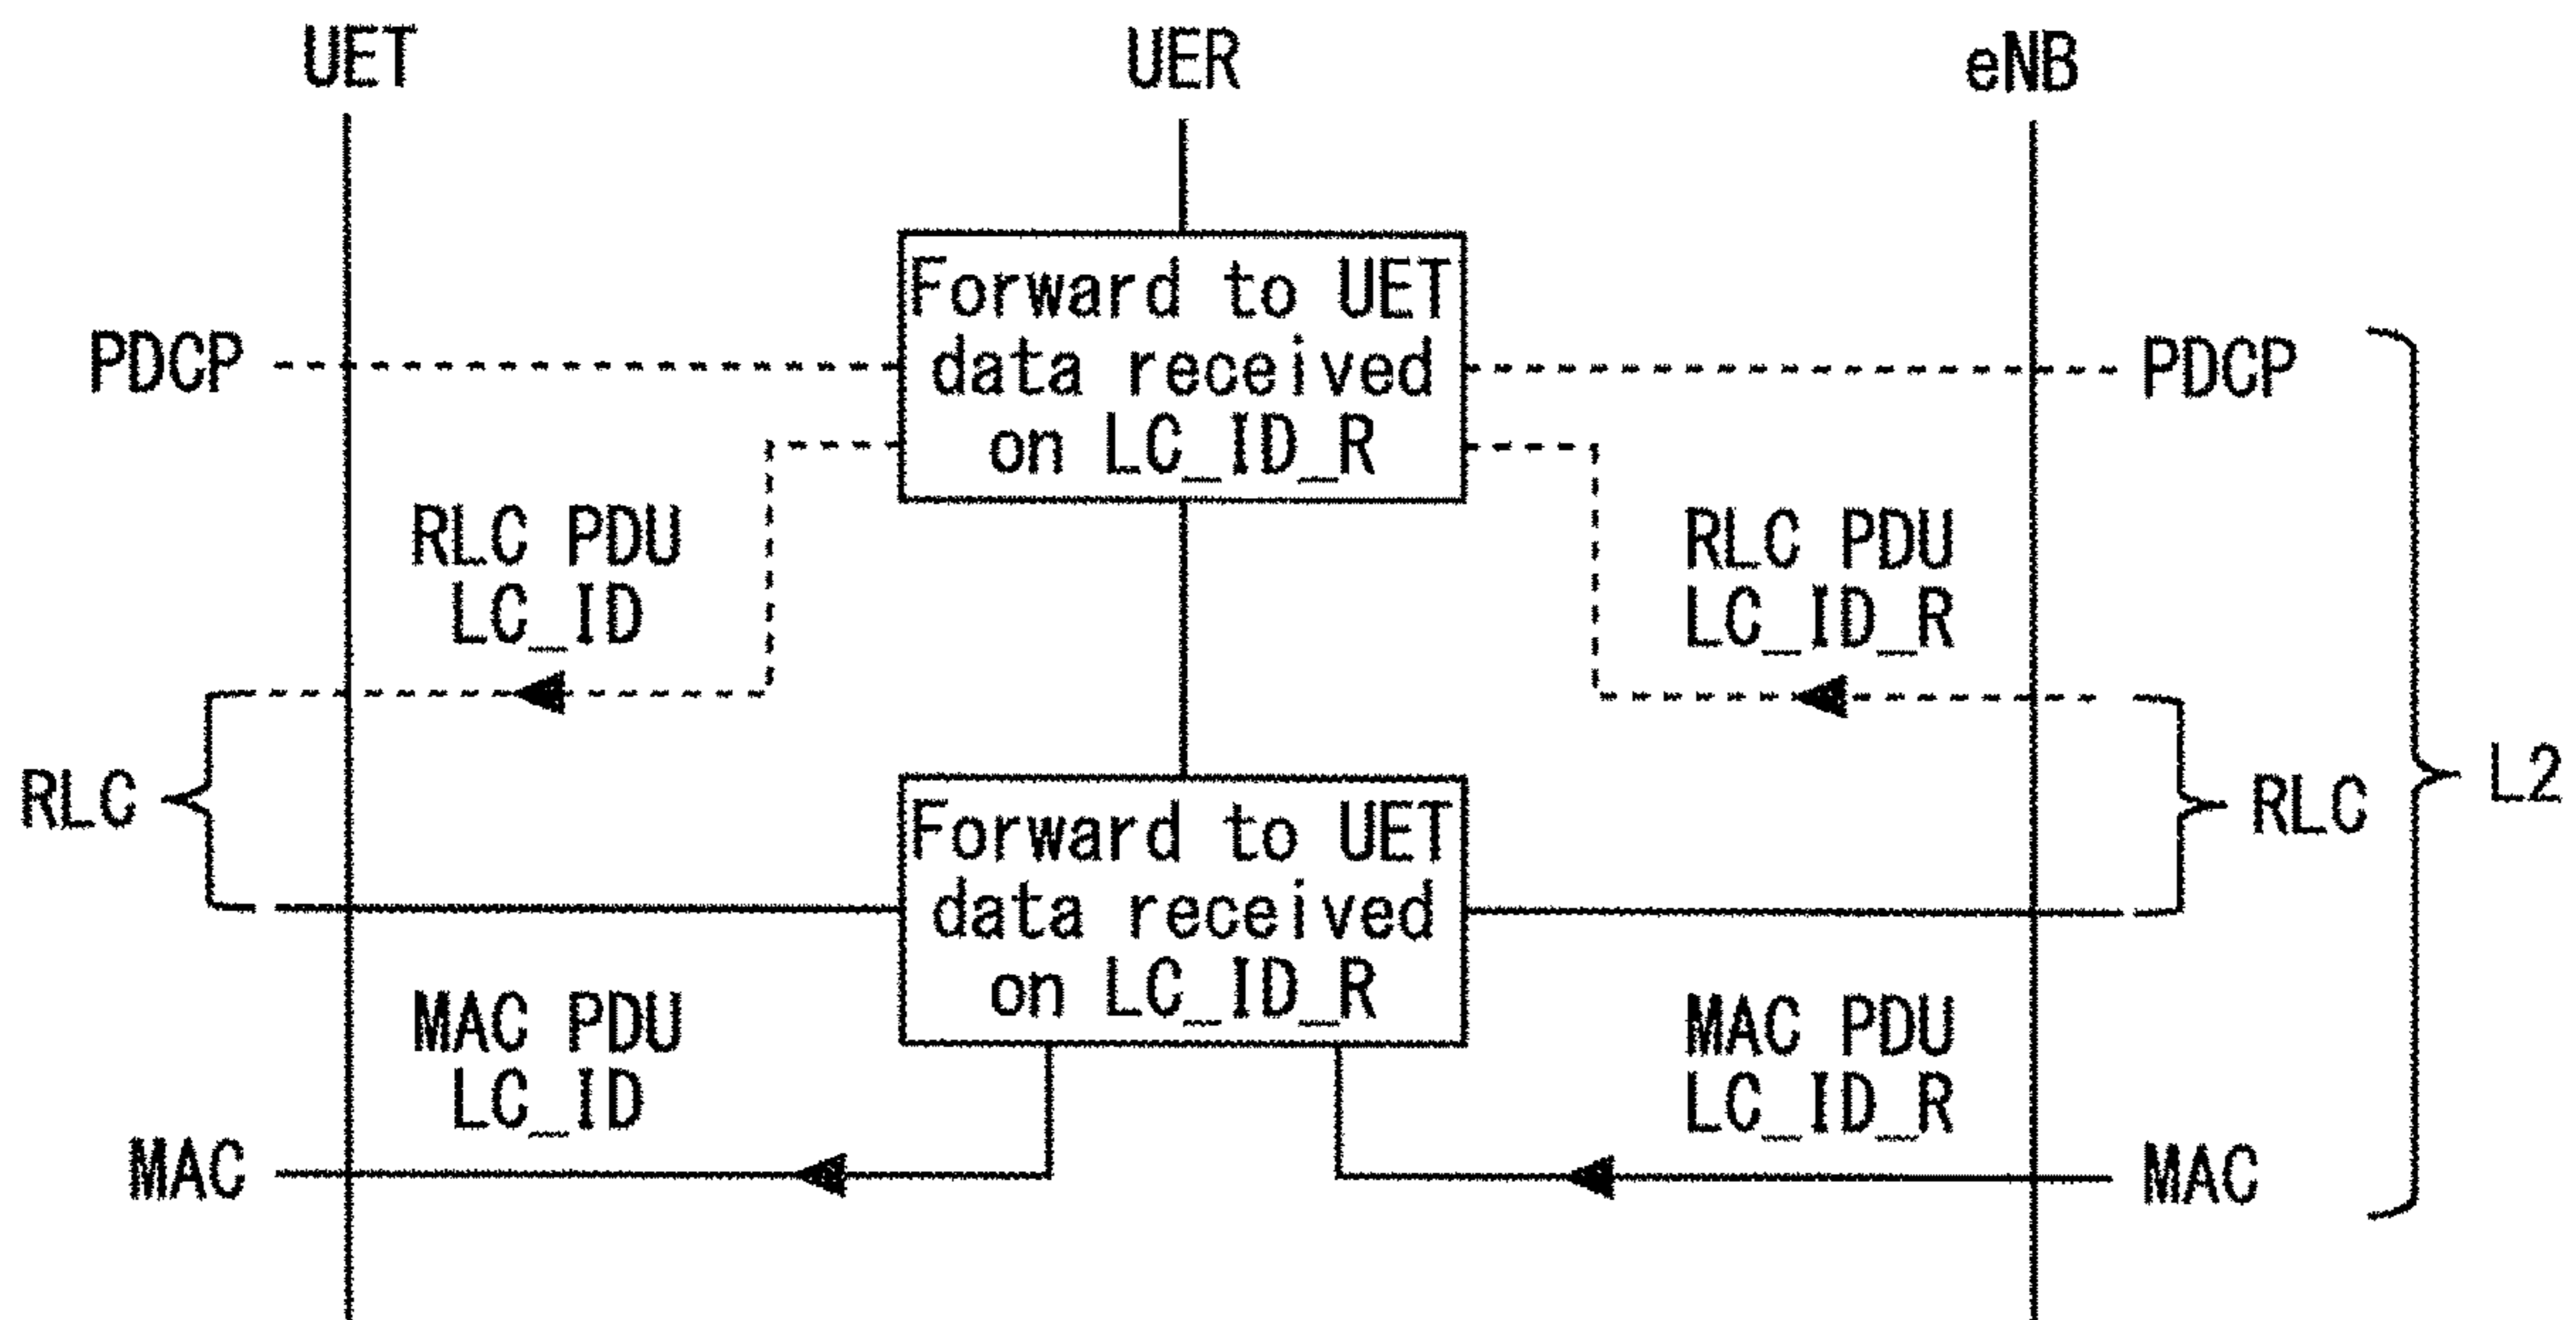 UET
UER
eNB
Forward to UET
data received
on LC_ID_R
PDCP
PDCP
RLC PDU
LC_ID
RLC PDU
LC_ID_R
RLC
Forward to UET
data received
on LC_ID_R
RLC
L2
MAC PDU
LC_ID
MAC PDU
LC_ID_R
MAC
MAC